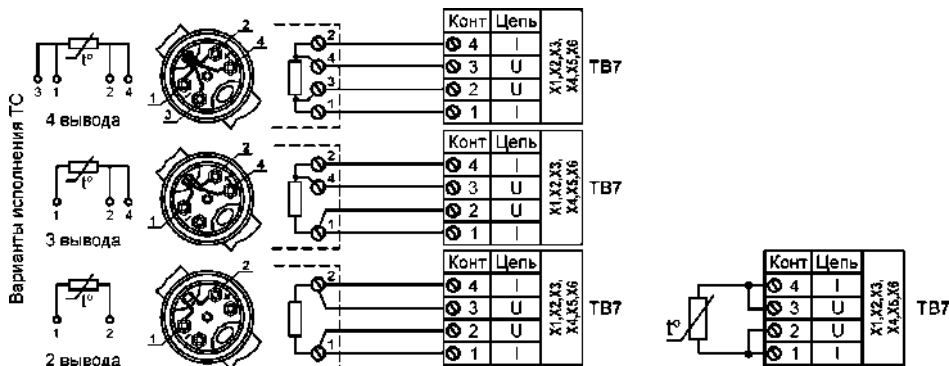 Варианты исполнения ТС
t°
3 1 2 4
4 вывода
2
4
1
3
2
4
3
1
Конт Цепь
4 I
3 U
2 U
1 I
X1,X2,X3,
X4,X5,X6
ТВ7
t°
1 2 4
3 вывода
2
4
1
2
4
1
Конт Цепь
4 I
3 U
2 U
1 I
X1,X2,X3,
X4,X5,X6
ТВ7
t°
1 2
2 вывода
2
1
2
1
Конт Цепь
4 I
3 U
2 U
1 I
X1,X2,X3,
X4,X5,X6
ТВ7
t°
Конт Цепь
4 I
3 U
2 U
1 I
X1,X2,X3,
X4,X5,X6
ТВ7